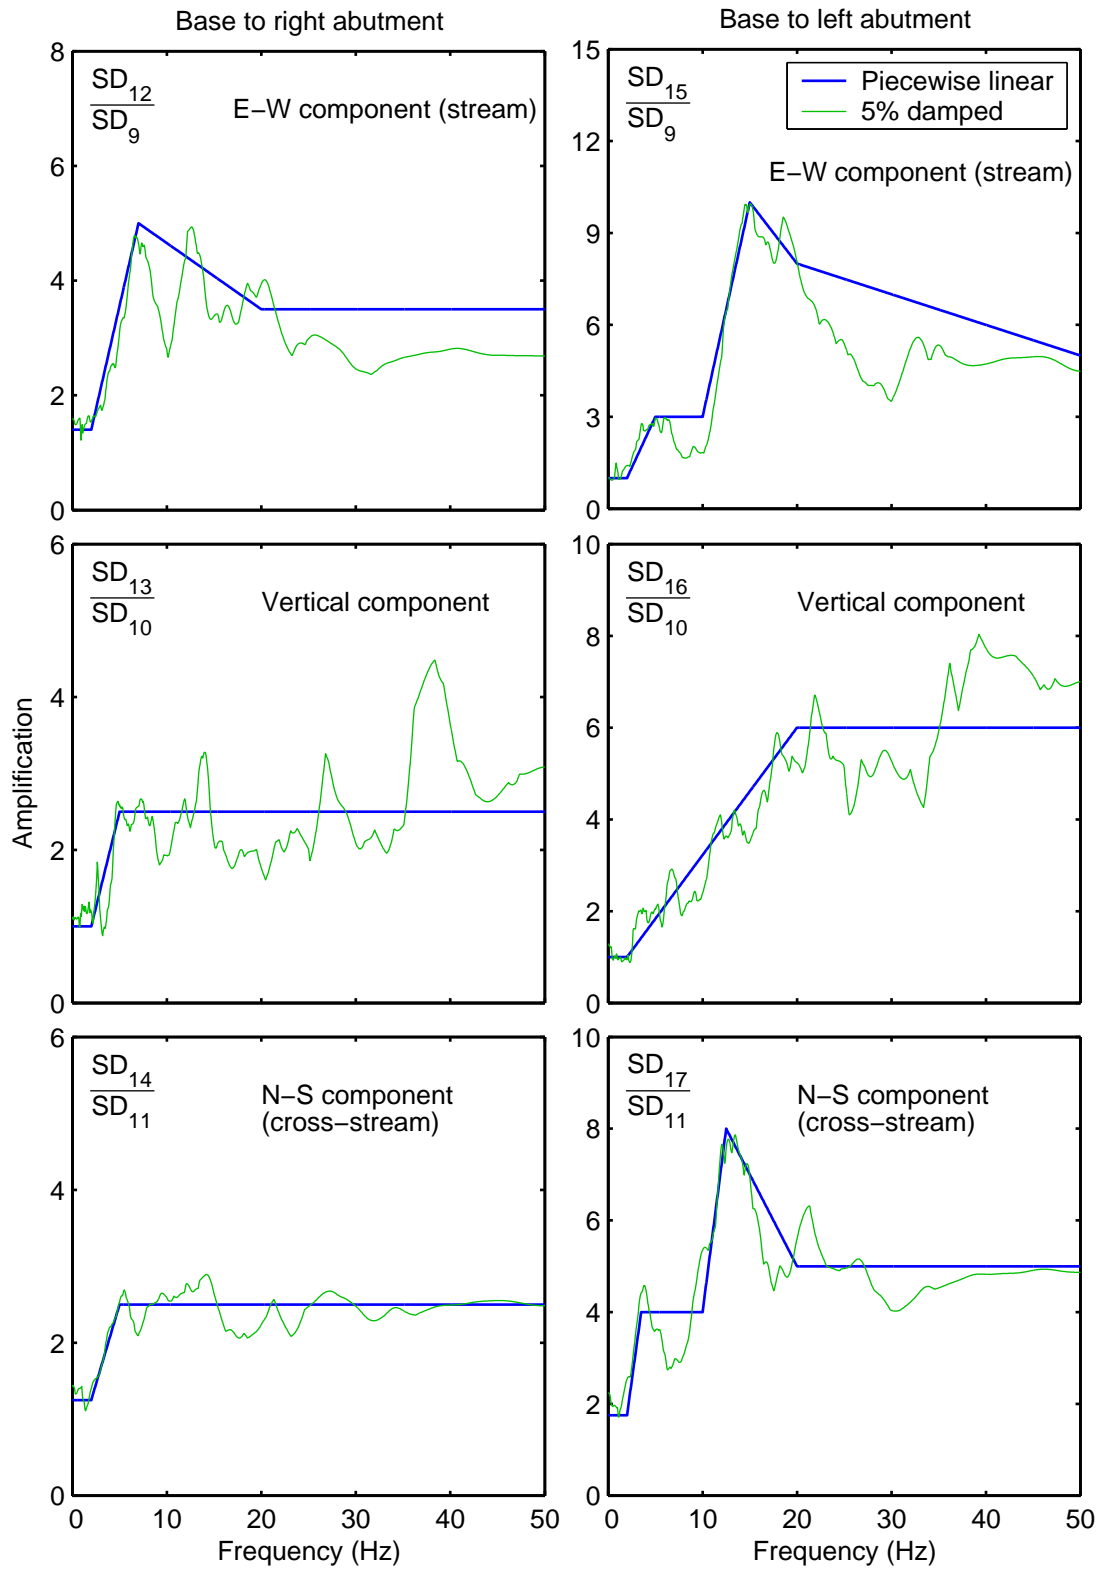 Base to right abutment
8
6
4
2
0
SD12
SD9
E−W component (stream)
Base to left abutment
15
12
9
6
3
0
SD15
SD9
Piecewise linear
5% damped
E−W component (stream)
Amplification
6
4
2
0
SD13
SD10
Vertical component
10
8
6
4
2
0
SD16
SD10
Vertical component
6
4
2
0
SD14
SD11
N−S component
(cross−stream)
0 10 20 30 40 50
Frequency (Hz)
10
8
6
4
2
0
SD17
SD11
N−S component
(cross−stream)
0 10 20 30 40 50
Frequency (Hz)